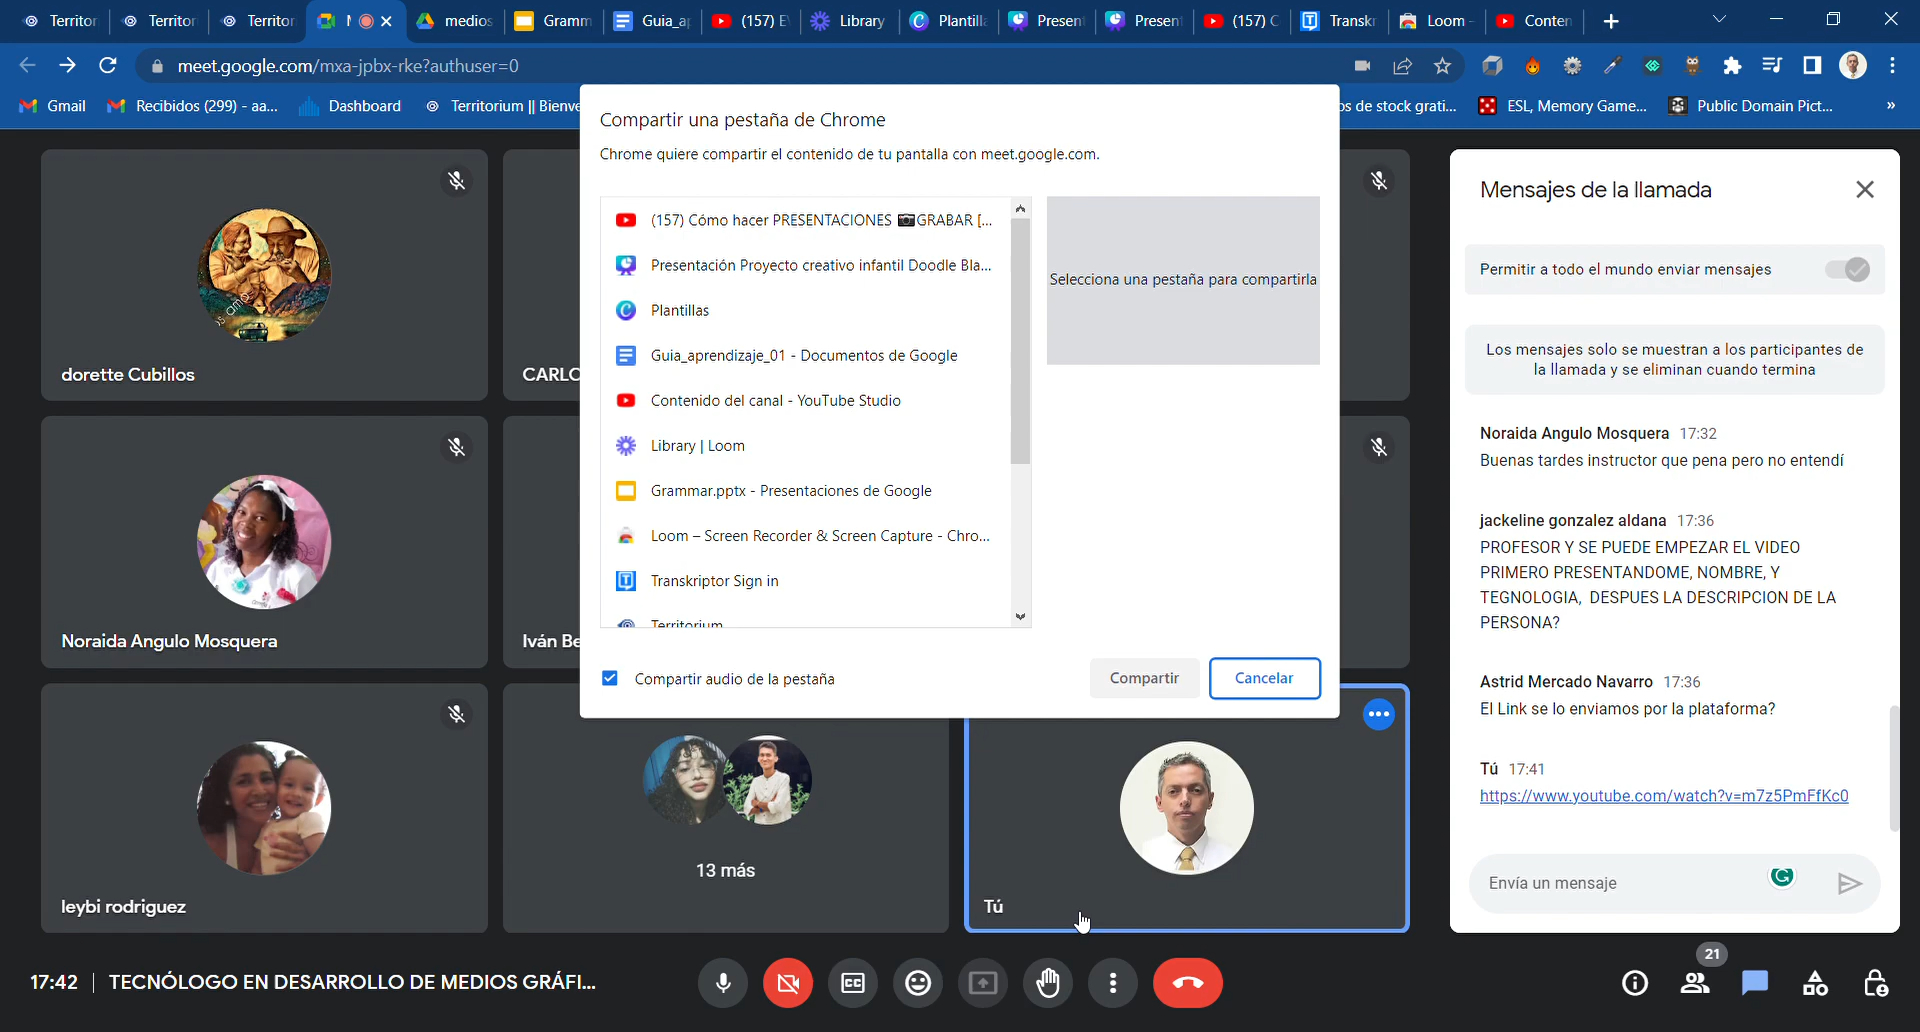 Territor
Territor
Territor
medios
Gramm
Guia_ap
(157) E
Library
Plantilla
Present
Present
(157) C
Transkr
Loom -
Conten
meet.google.com/mxa-jpbx-rke?authuser=0
Gmail
Recibidos (299) - aa...
Dashboard
Territorium || Bienve
os de stock grati...
ESL, Memory Game...
Public Domain Pict...
»
Compartir una pestaña de Chrome
Chrome quiere compartir el contenido de tu pantalla con meet.google.com.
(157) Cómo hacer PRESENTACIONES 📷GRABAR [...
Presentación Proyecto creativo infantil Doodle Bla...
Plantillas
Guia_aprendizaje_01 - Documentos de Google
Contenido del canal - YouTube Studio
Library | Loom
Grammar.pptx - Presentaciones de Google
Loom – Screen Recorder & Screen Capture - Chro...
Transkriptor Sign in
Territorium
Selecciona una pestaña para compartirla
Compartir audio de la pestaña
Compartir
Cancelar
dorette Cubillos
CARLO
os amo
Noraida Angulo Mosquera
Iván Be
leybi rodriguez
13 más
Tú
Mensajes de la llamada
Permitir a todo el mundo enviar mensajes
Los mensajes solo se muestran a los participantes de
la llamada y se eliminan cuando termina
Noraida Angulo Mosquera 17:32
Buenas tardes instructor que pena pero no entendí
jackeline gonzalez aldana 17:36
PROFESOR Y SE PUEDE EMPEZAR EL VIDEO
PRIMERO PRESENTANDOME, NOMBRE, Y
TEGNOLOGIA, DESPUES LA DESCRIPCION DE LA
PERSONA?
Astrid Mercado Navarro 17:36
El Link se lo enviamos por la plataforma?
Tú 17:41
https://www.youtube.com/watch?v=m7z5PmFfKc0
Envía un mensaje
17:42 | TECNÓLOGO EN DESARROLLO DE MEDIOS GRÁFI...
CC
21